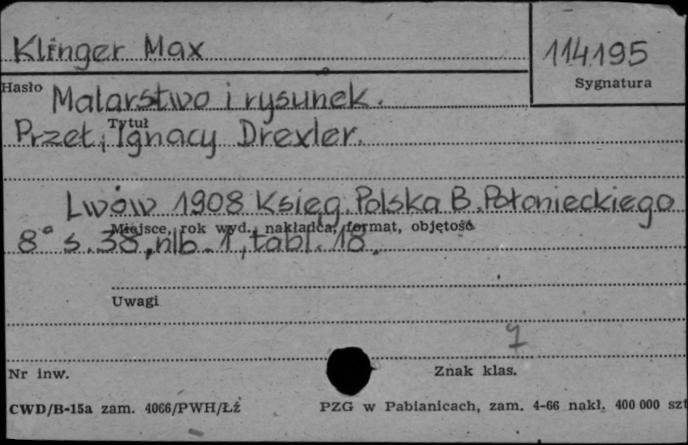 Klinger Max
114195
Sygnatura
Hasło
Malarstwo i rysunek.
Tytuł
Przeł. Ignacy Drexler.
Lwów 1908 Księg. Polska B. Połonieckiego
Miejsce, rok wyd., nakładca, format, objętość
8° s. 38, nlb. 1, tabl. 18.
Uwagi
Nr inw.
Znak klas.
CWD/B-15a zam. 4066/PWH/Łż
PZG w Pabianicach, zam. 4-66 nakł. 400 000 szt